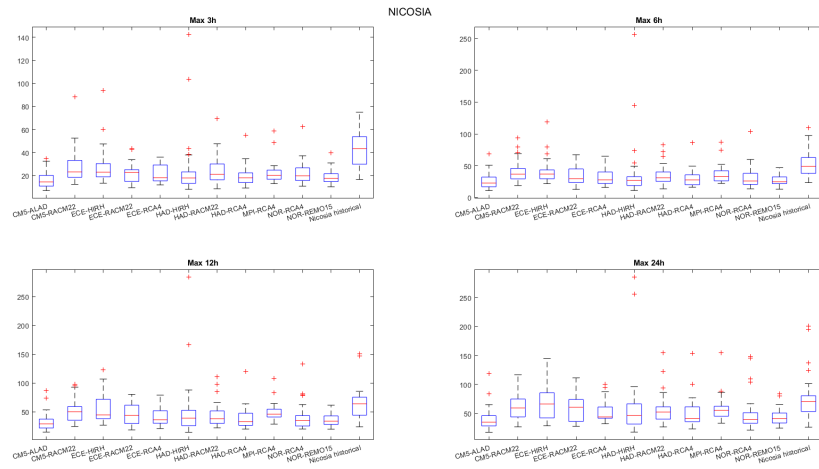 NICOSIA
Max 3h
140
120
100
80
60
40
20
CM5-ALAD
CM5-RACM22
ECE-HIRH
ECE-RACM22
ECE-RCA4
HAD-HIRH
HAD-RACM22
HAD-RCA4
MPI-RCA4
NOR-RCA4
NOR-REMO15
Nicosia historical
Max 6h
250
200
150
100
50
0
CM5-ALAD
CM5-RACM22
ECE-HIRH
ECE-RACM22
ECE-RCA4
HAD-HIRH
HAD-RACM22
HAD-RCA4
MPI-RCA4
NOR-RCA4
NOR-REMO15
Nicosia historical
Max 12h
250
200
150
100
50
CM5-ALAD
CM5-RACM22
ECE-HIRH
ECE-RACM22
ECE-RCA4
HAD-HIRH
HAD-RACM22
HAD-RCA4
MPI-RCA4
NOR-RCA4
NOR-REMO15
Nicosia historical
Max 24h
250
200
150
100
50
CM5-ALAD
CM5-RACM22
ECE-HIRH
ECE-RACM22
ECE-RCA4
HAD-HIRH
HAD-RACM22
HAD-RCA4
MPI-RCA4
NOR-RCA4
NOR-REMO15
Nicosia historical